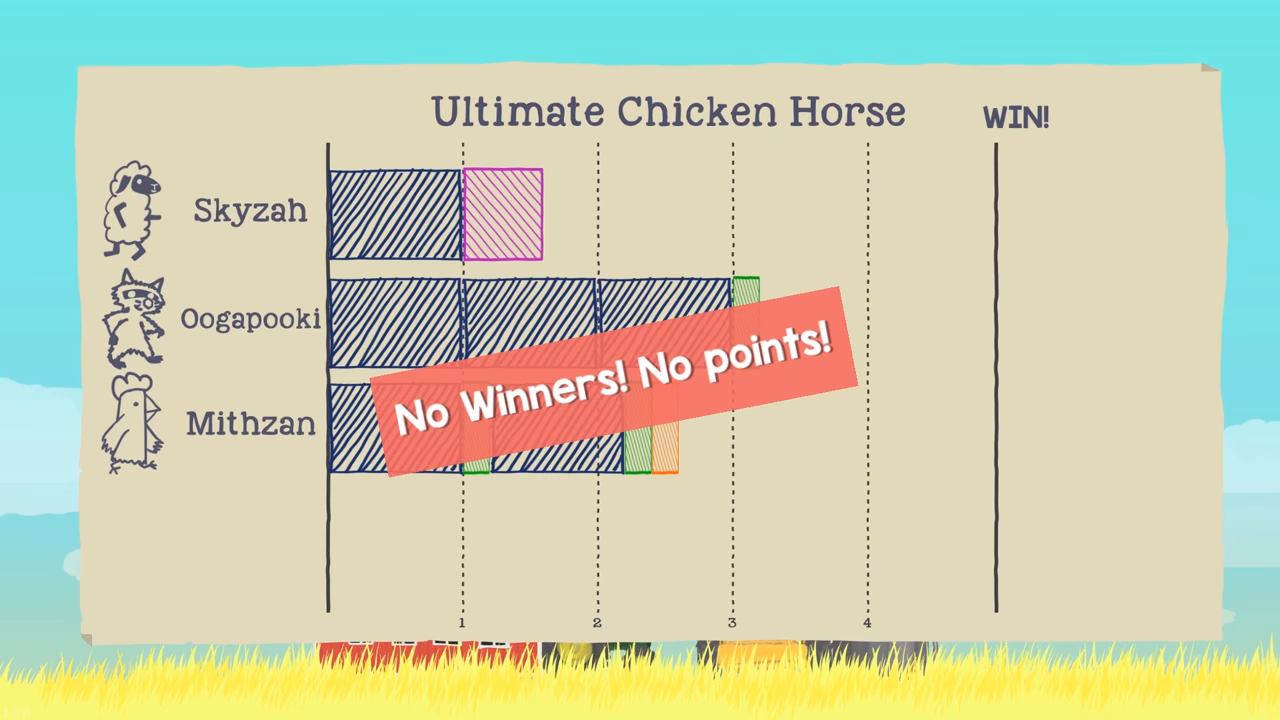 Ultimate Chicken Horse
WIN!
Skyzah
Oogapooki
Mithzan
No Winners! No points!
1 2 3 4